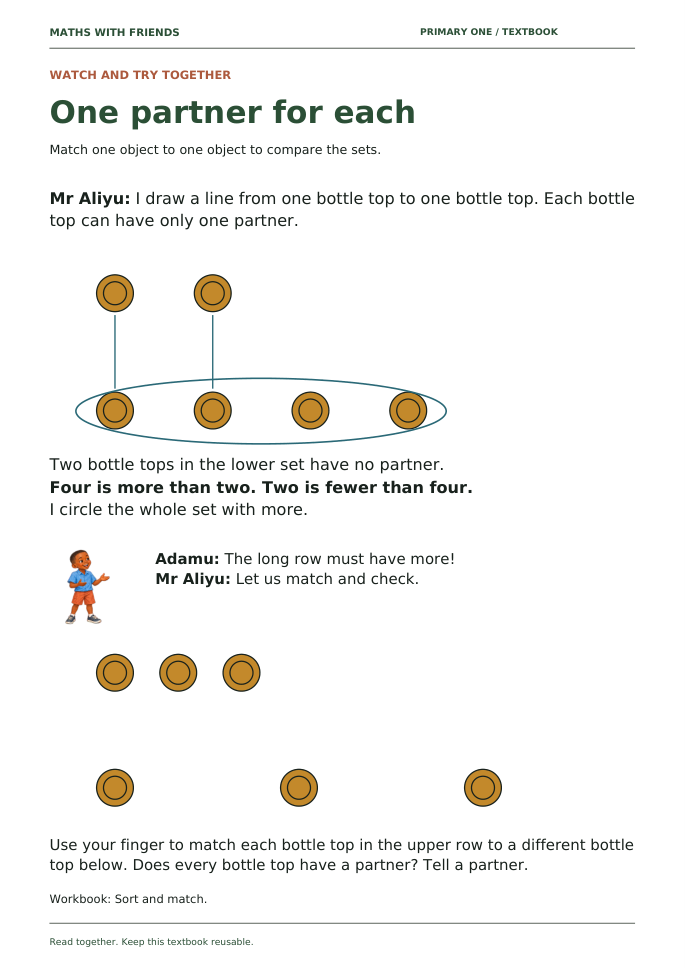 MATHS WITH FRIENDS
PRIMARY ONE / TEXTBOOK
WATCH AND TRY TOGETHER
One partner for each
Match one object to one object to compare the sets.
Mr Aliyu: I draw a line from one bottle top to one bottle top. Each bottle
top can have only one partner.
Two bottle tops in the lower set have no partner.
Four is more than two. Two is fewer than four.
I circle the whole set with more.
Adamu: The long row must have more!
Mr Aliyu: Let us match and check.
Use your finger to match each bottle top in the upper row to a different bottle
top below. Does every bottle top have a partner? Tell a partner.
Workbook: Sort and match.
Read together. Keep this textbook reusable.